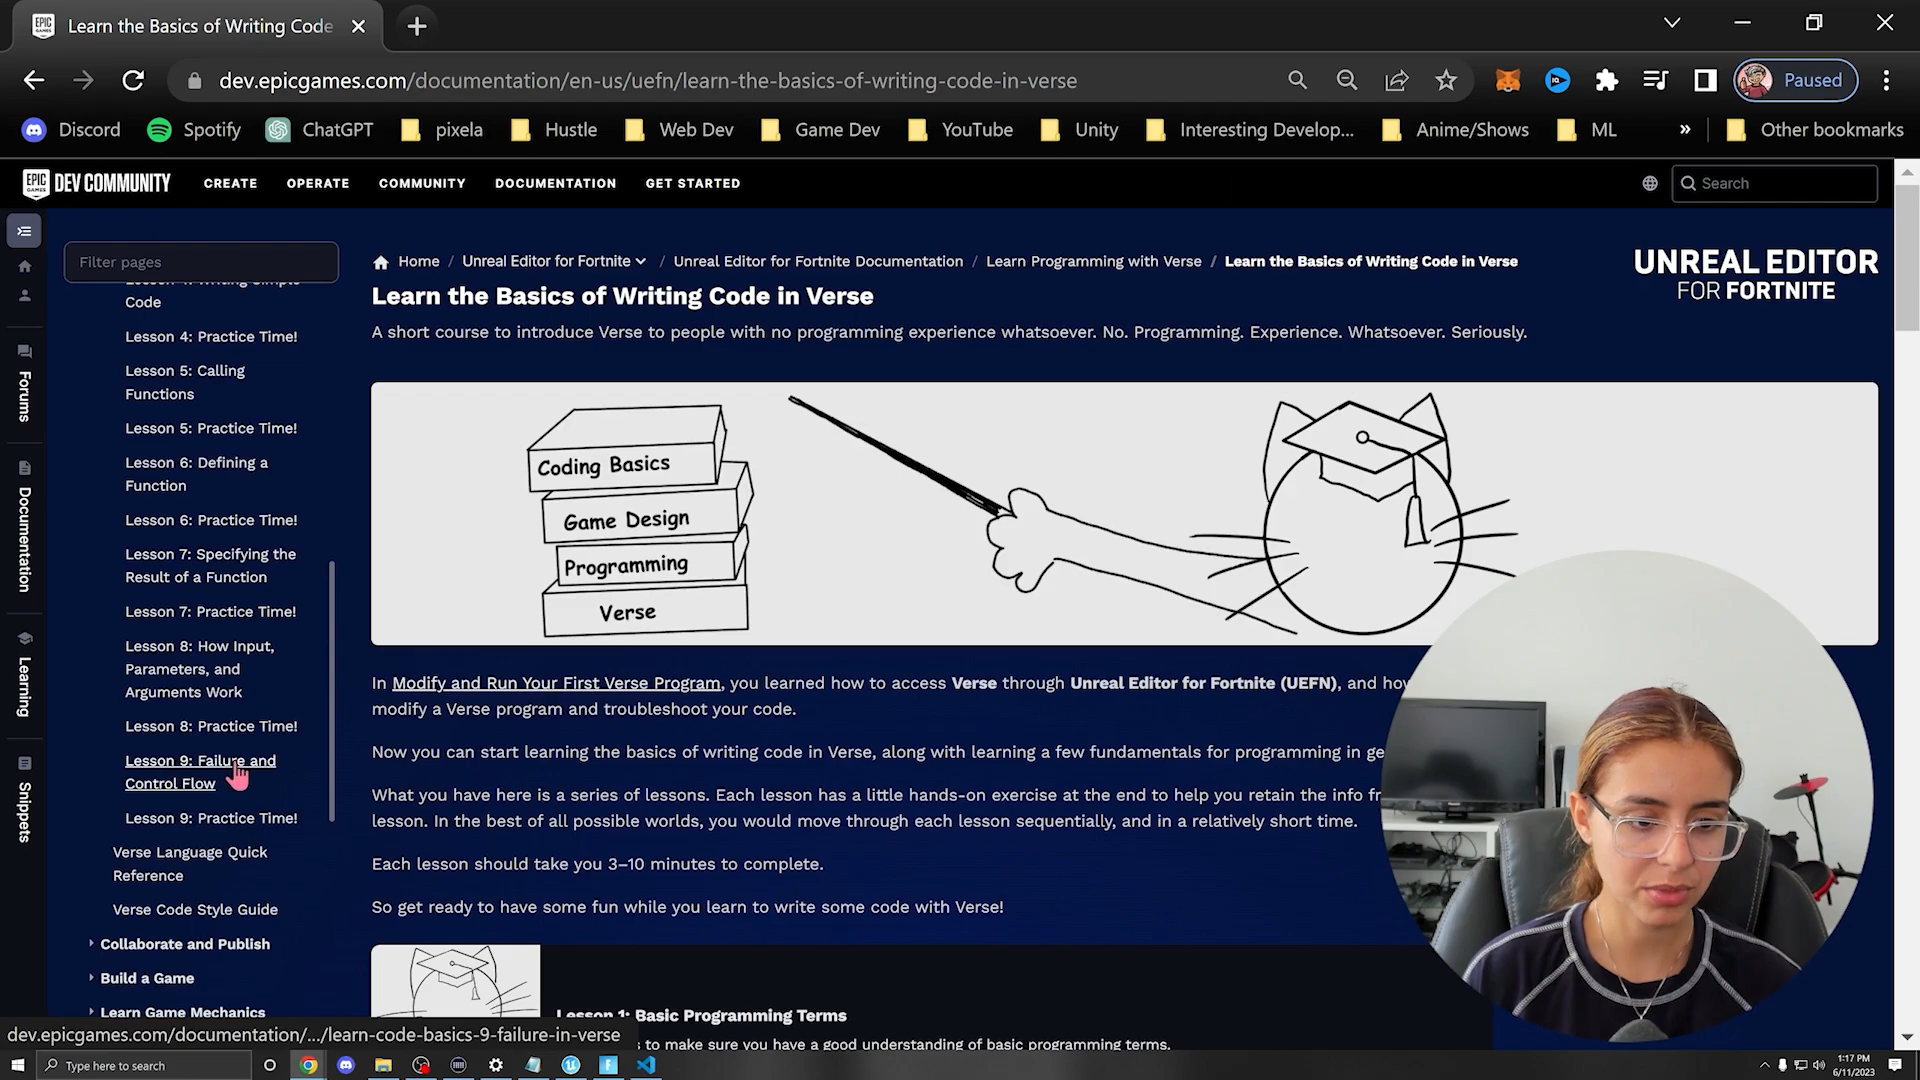 Learn the Basics of Writing Code
dev.epicgames.com/documentation/en-us/uefn/learn-the-basics-of-writing-code-in-verse
Paused
Discord
Spotify
ChatGPT
pixela
Hustle
Web Dev
Game Dev
YouTube
Unity
Interesting Develop...
Anime/Shows
ML
»
Other bookmarks
EPIC GAMES DEV COMMUNITY
CREATE
OPERATE
COMMUNITY
DOCUMENTATION
GET STARTED
Search
Forums
Documentation
Learning
Snippets
Filter pages
Lesson 4: Writing Simple
Code
Lesson 4: Practice Time!
Lesson 5: Calling
Functions
Lesson 5: Practice Time!
Lesson 6: Defining a
Function
Lesson 6: Practice Time!
Lesson 7: Specifying the
Result of a Function
Lesson 7: Practice Time!
Lesson 8: How Input,
Parameters, and
Arguments Work
Lesson 8: Practice Time!
Lesson 9: Failure and
Control Flow
Lesson 9: Practice Time!
Verse Language Quick
Reference
Verse Code Style Guide
Collaborate and Publish
Build a Game
Learn Game Mechanics
Home / Unreal Editor for Fortnite / Unreal Editor for Fortnite Documentation / Learn Programming with Verse / Learn the Basics of Writing Code in Verse
UNREAL EDITOR
FOR FORTNITE
Learn the Basics of Writing Code in Verse
A short course to introduce Verse to people with no programming experience whatsoever. No. Programming. Experience. Whatsoever. Seriously.
Coding Basics
Game Design
Programming
Verse
In Modify and Run Your First Verse Program, you learned how to access Verse through Unreal Editor for Fortnite (UEFN), and how
modify a Verse program and troubleshoot your code.
Now you can start learning the basics of writing code in Verse, along with learning a few fundamentals for programming in ge
What you have here is a series of lessons. Each lesson has a little hands-on exercise at the end to help you retain the info fr
lesson. In the best of all possible worlds, you would move through each lesson sequentially, and in a relatively short time.
Each lesson should take you 3–10 minutes to complete.
So get ready to have some fun while you learn to write some code with Verse!
Lesson 1: Basic Programming Terms
s to make sure you have a good understanding of basic programming terms.
dev.epicgames.com/documentation/.../learn-code-basics-9-failure-in-verse
Type here to search
1:17 PM
6/11/2023